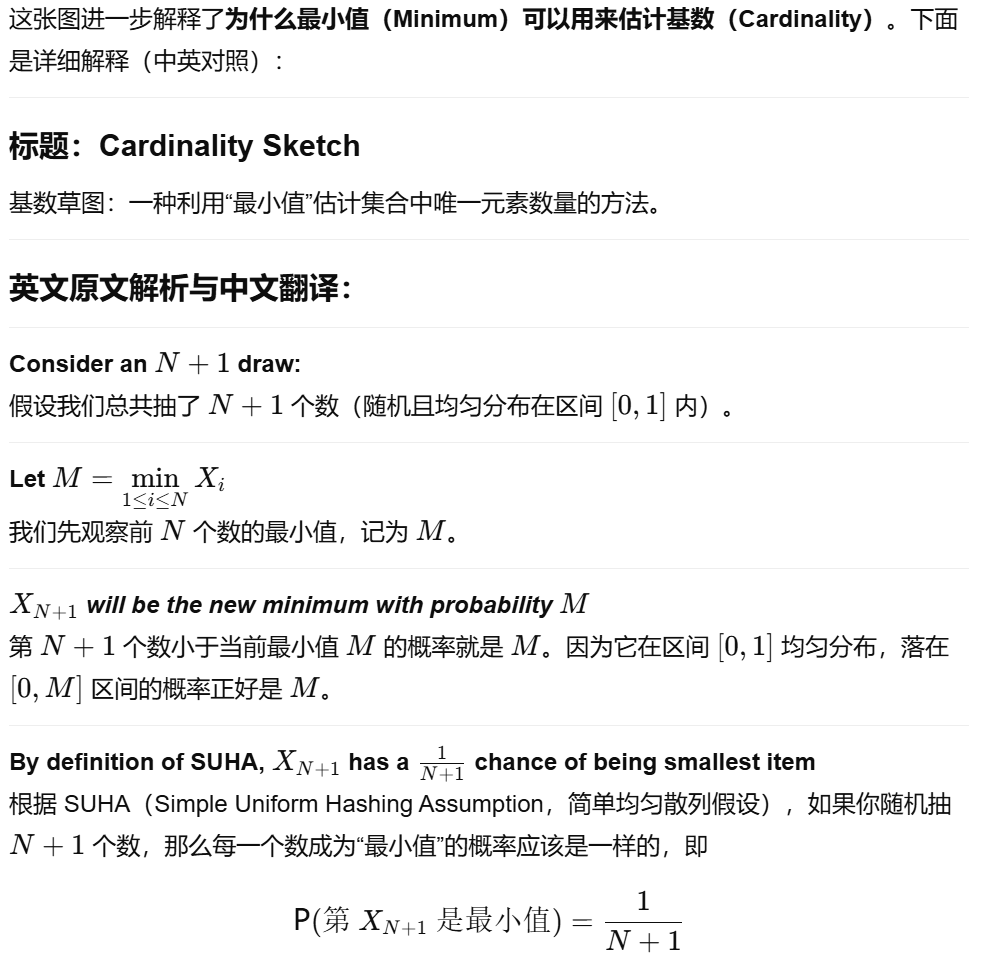 这张图进一步解释了为什么最小值（Minimum）可以用来估计基数（Cardinality）。下面
是详细解释（中英对照）:
标题：Cardinality Sketch
基数草图：一种利用“最小值”估计集合中唯一元素数量的方法。
英文原文解析与中文翻译：
Consider an $N+1$ draw:
假设我们总共抽了 $N+1$ 个数（随机且均匀分布在区间 $[0,1]$ 内）。
Let $M = \min_{1 \leq i \leq N} X_i$
我们先观察前 $N$ 个数的最小值，记为 $M$。
$X_{N+1}$ will be the new minimum with probability $M$
第 $N+1$ 个数小于当前最小值 $M$ 的概率就是 $M$。因为它在区间 $[0,1]$ 均匀分布，落在
$[0,M]$ 区间的概率正好是 $M$。
By definition of SUHA, $X_{N+1}$ has a $\frac{1}{N+1}$ chance of being smallest item
根据 SUHA（Simple Uniform Hashing Assumption，简单均匀散列假设），如果你随机抽
$N+1$ 个数，那么每一个数成为“最小值”的概率应该是一样的，即
$P(第 X_{N+1} 是最小值) = \frac{1}{N+1}$